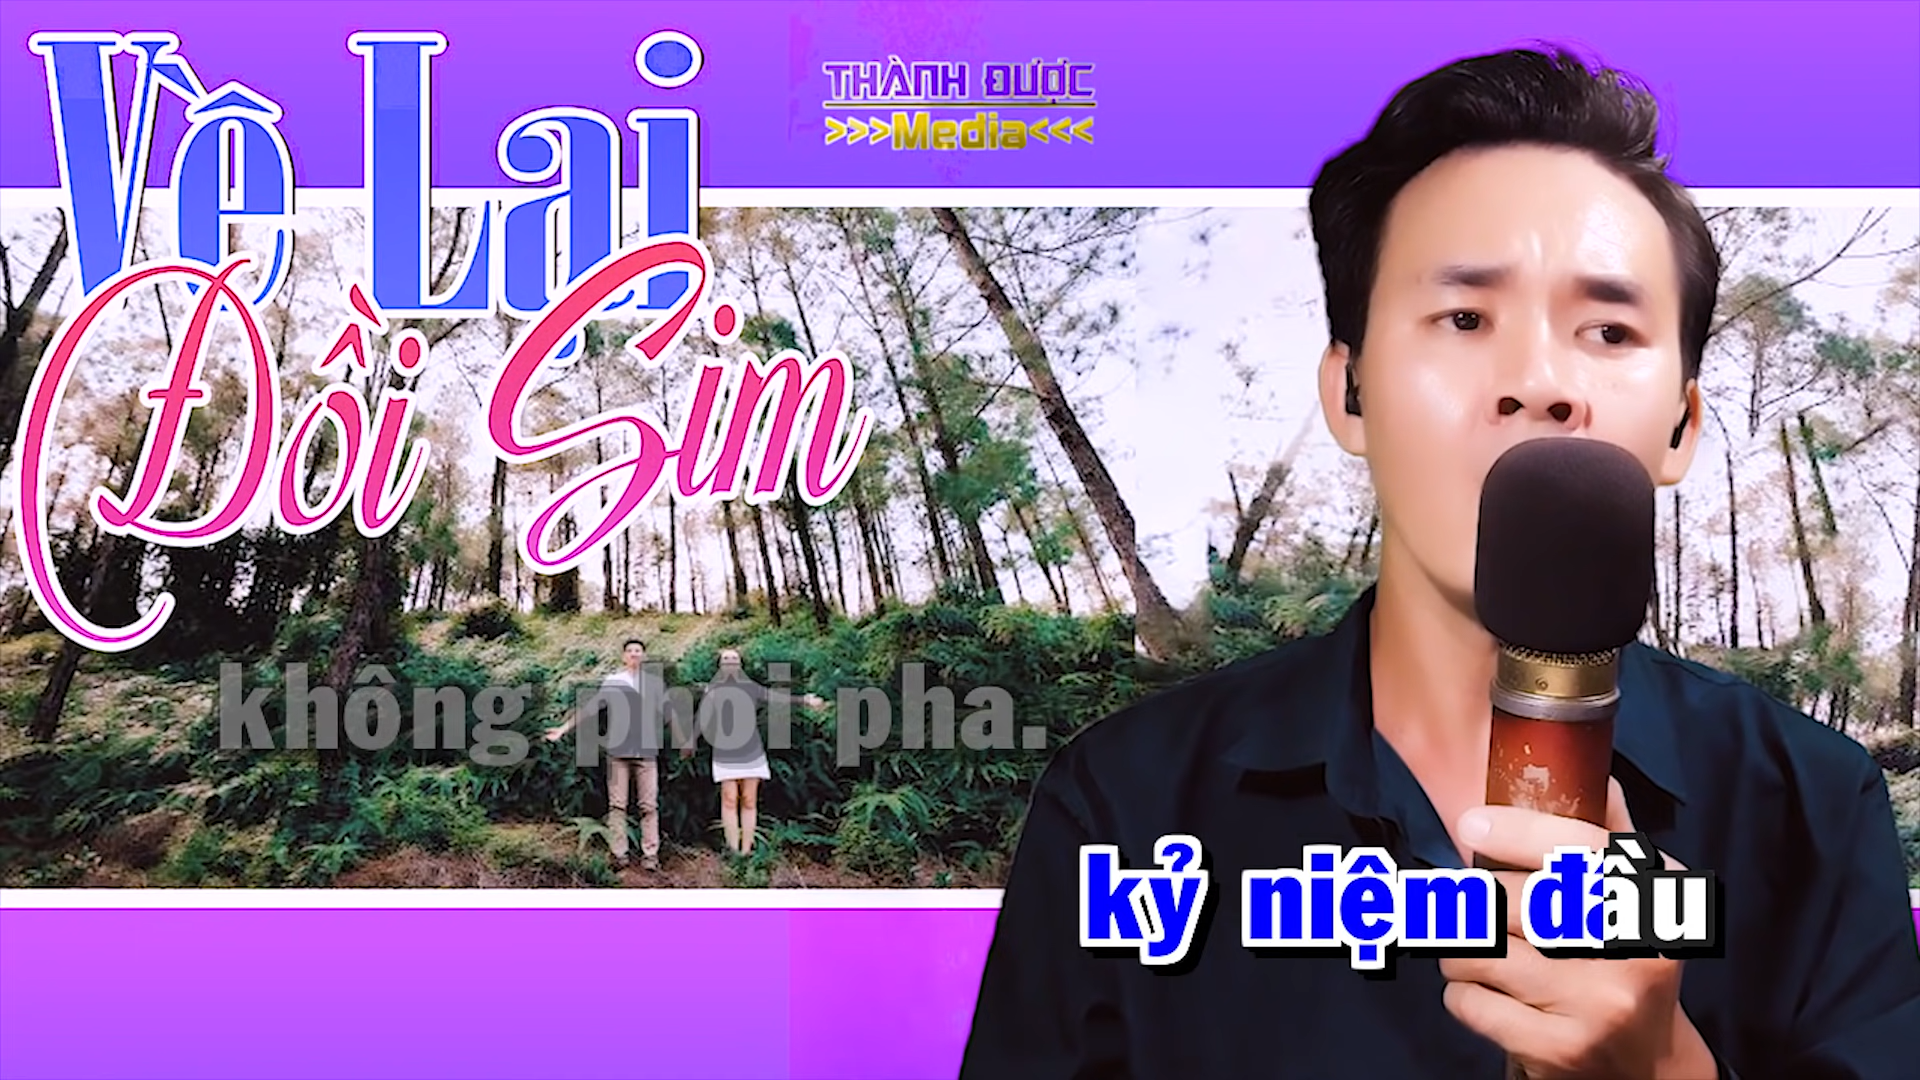 Về Lại
Đồi Sim
THÀNH ĐƯỢC
>>>Media<<<
không phôi pha.
kỷ niệm đầu